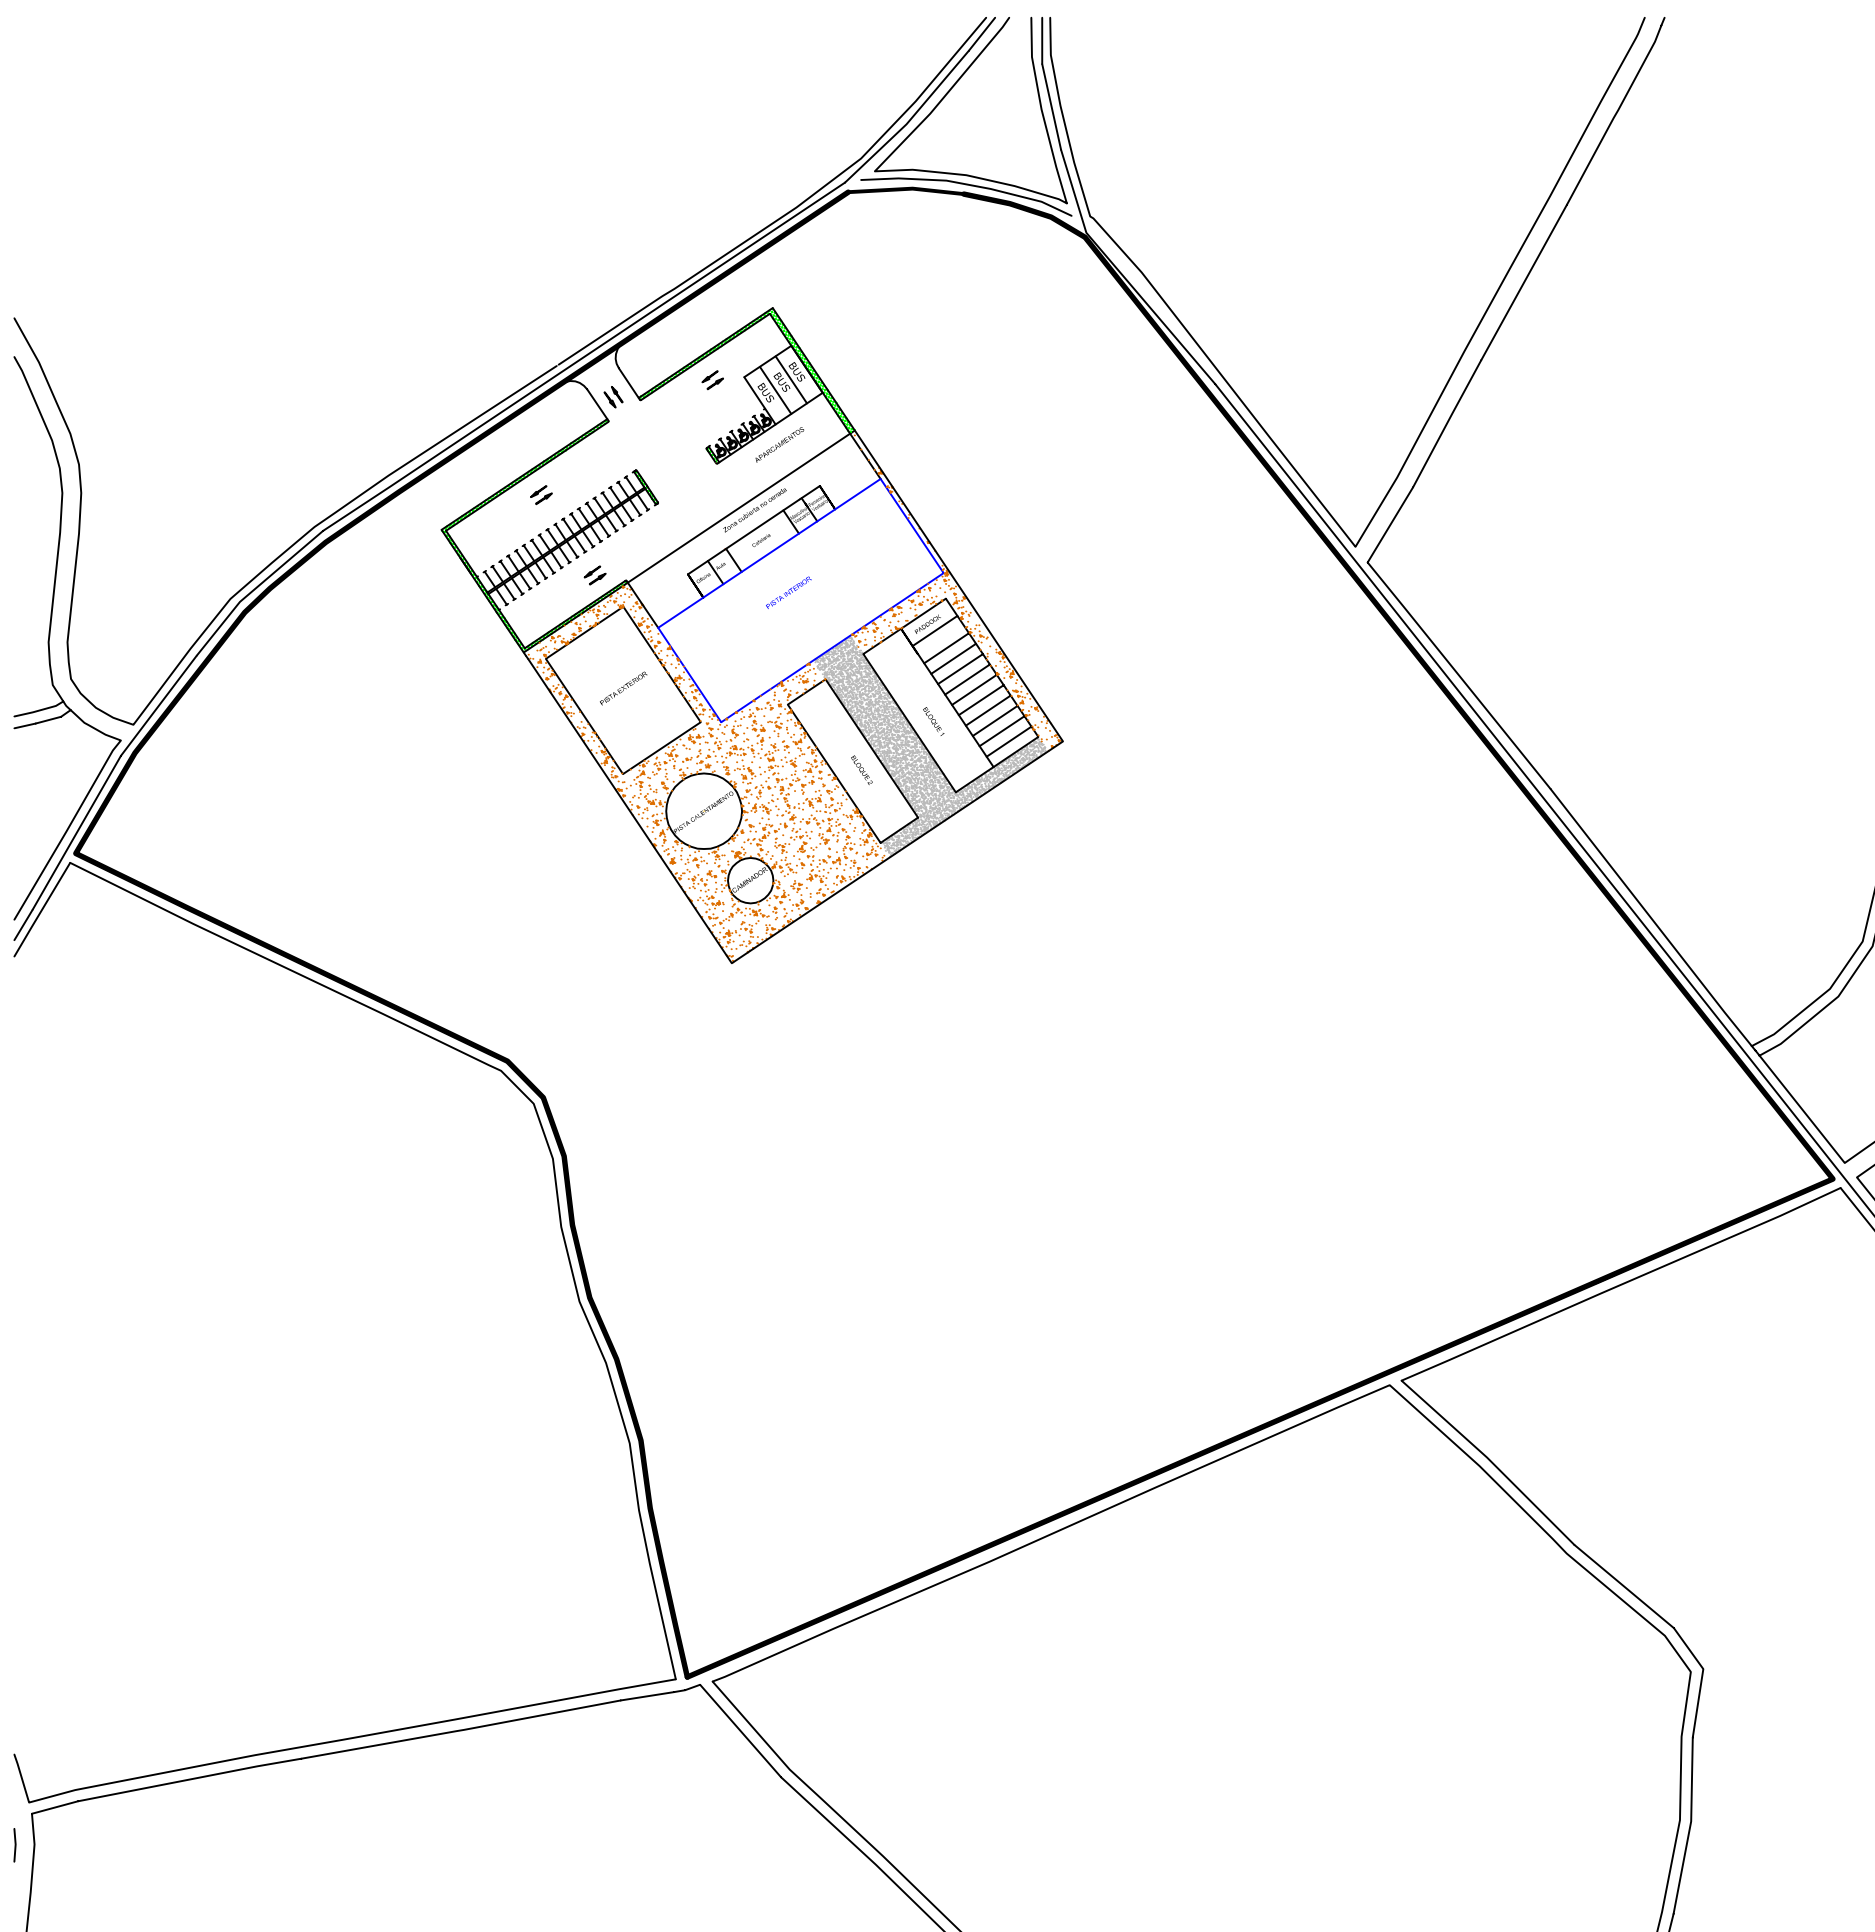 BUS
BUS
BUS
APARCAMIENTOS
Zona cubierta no cerrada
Cafetería
Aula
Oficina
PISTA INTERIOR
PADDOCK
PISTA EXTERIOR
BLOQUE 1
BLOQUE 2
PISTA CALENTAMIENTO
CAMINADOR